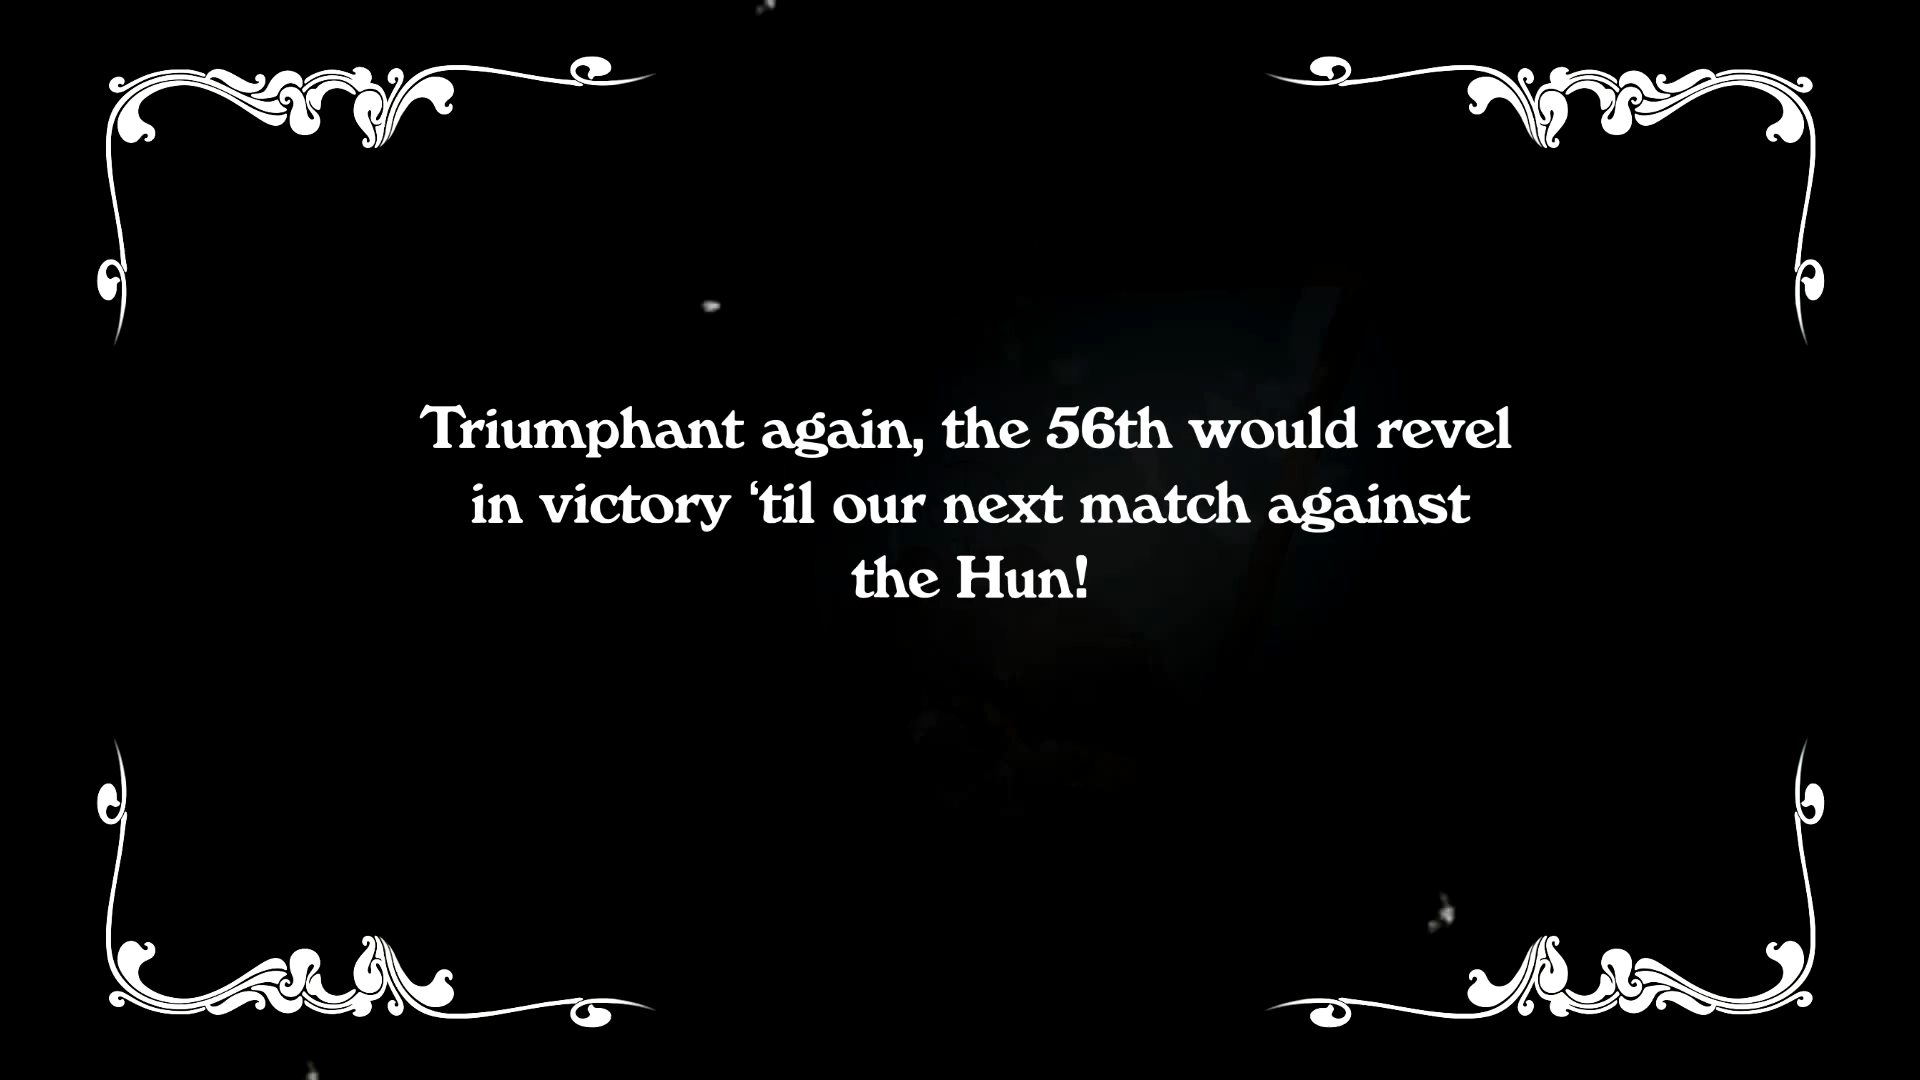 Triumphant again, the 56th would revel
in victory ‘til our next match against
the Hun!